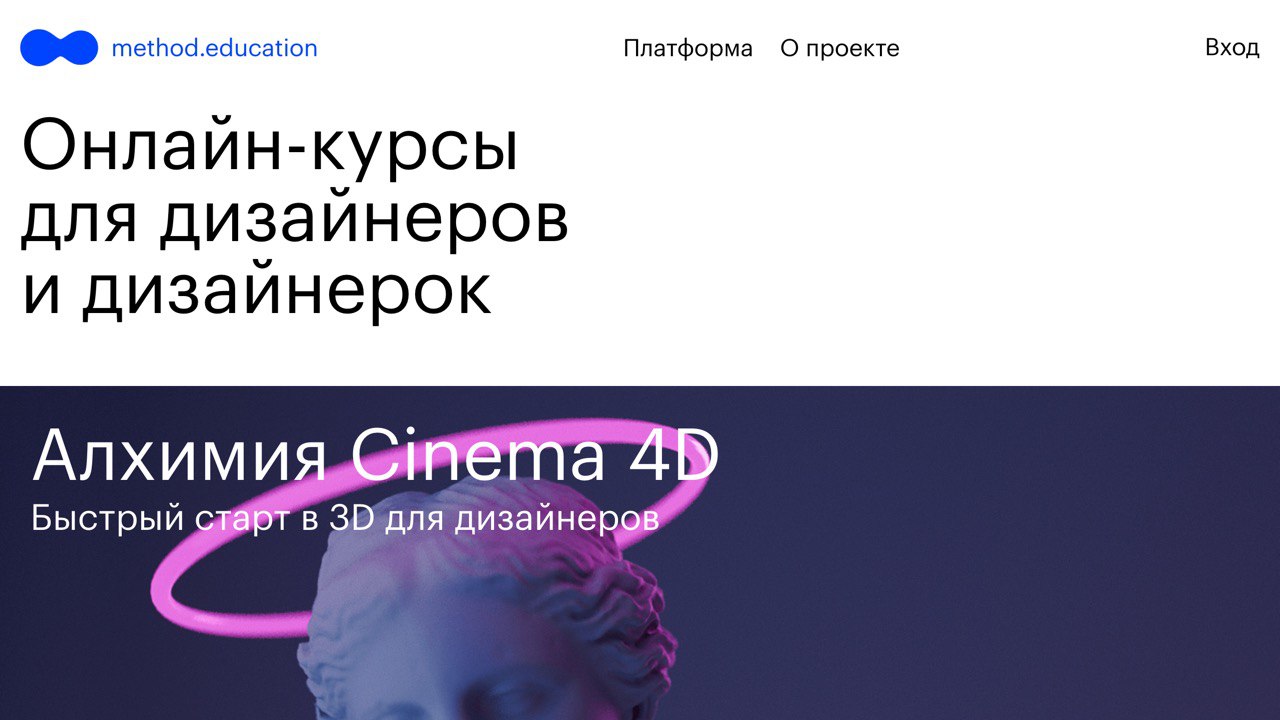 method.education
Платформа
О проекте
Вход
Онлайн-курсы
для дизайнеров
и дизайнерок
Алхимия Cinema 4D
Быстрый старт в 3D для дизайнеров